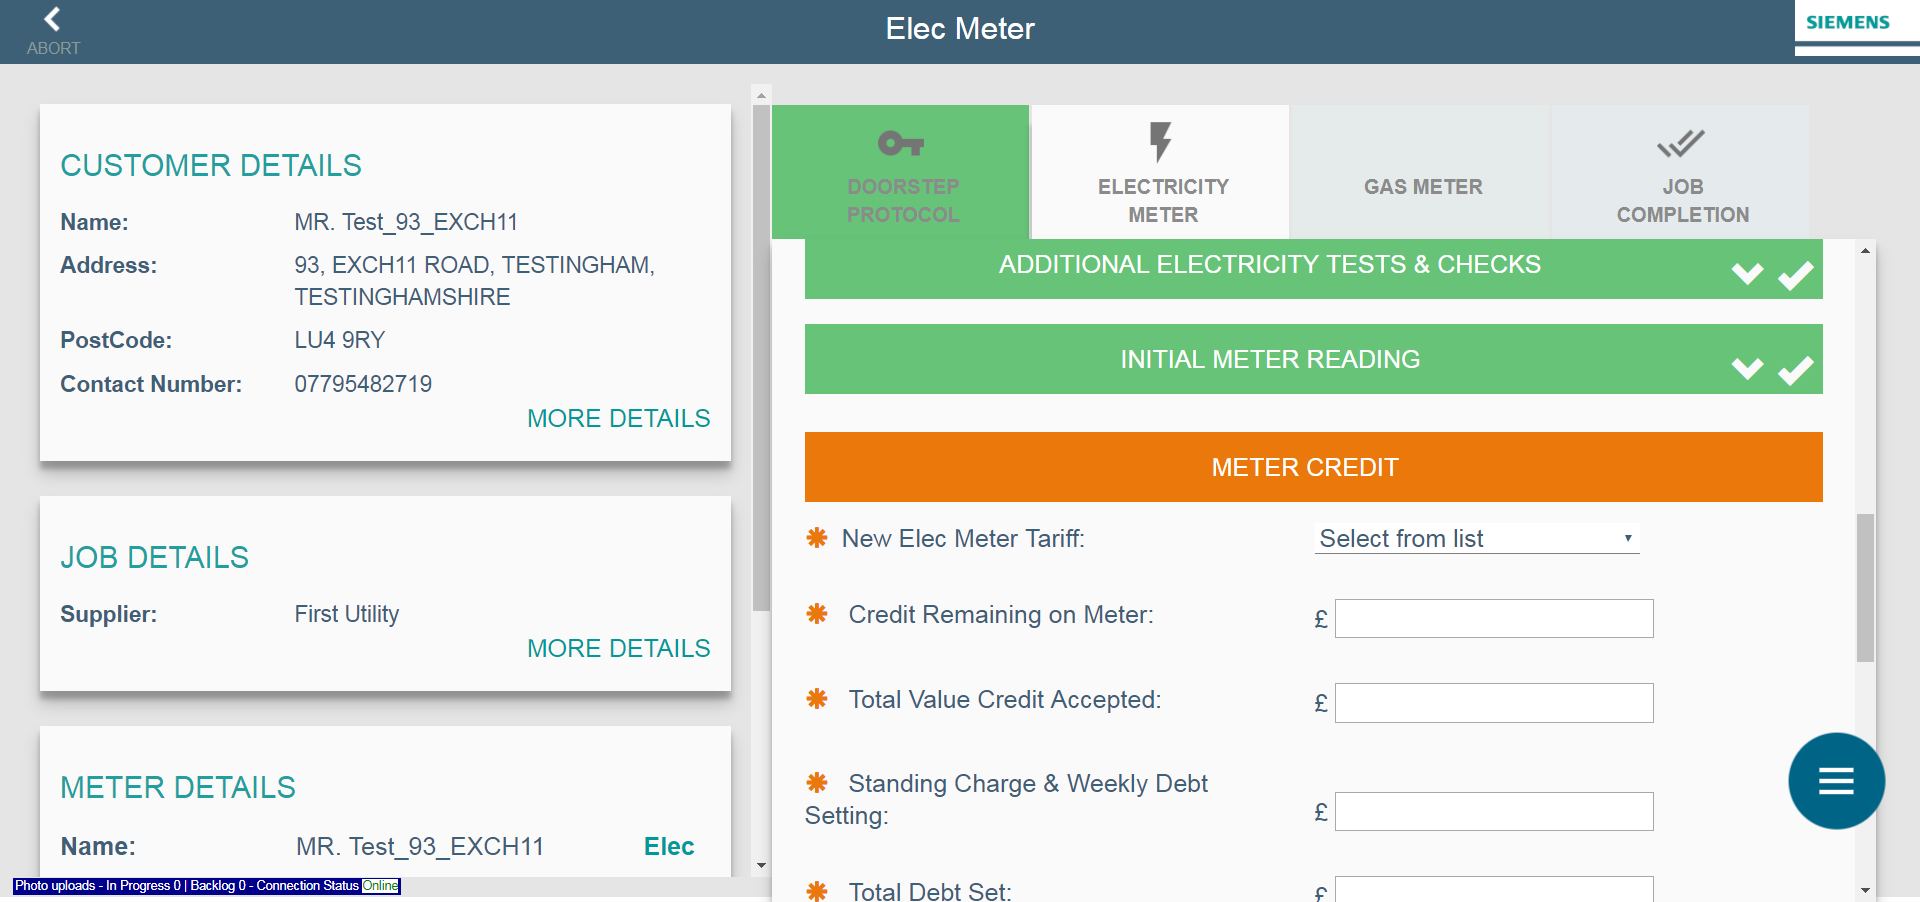 ABORT
Elec Meter
SIEMENS
CUSTOMER DETAILS
Name: MR. Test_93_EXCH11
Address: 93, EXCH11 ROAD, TESTINGHAM,
TESTINGHAMSHIRE
PostCode: LU4 9RY
Contact Number: 07795482719
MORE DETAILS
JOB DETAILS
Supplier: First Utility
MORE DETAILS
METER DETAILS
Name: MR. Test_93_EXCH11 Elec
Photo uploads - In Progress 0 | Backlog 0 - Connection Status Online
DOORSTEP
PROTOCOL
ELECTRICITY
METER
GAS METER
JOB
COMPLETION
ADDITIONAL ELECTRICITY TESTS & CHECKS
INITIAL METER READING
METER CREDIT
✱ New Elec Meter Tariff: Select from list
✱ Credit Remaining on Meter: £
✱ Total Value Credit Accepted: £
✱ Standing Charge & Weekly Debt
Setting: £
✱ Total Debt Set: £